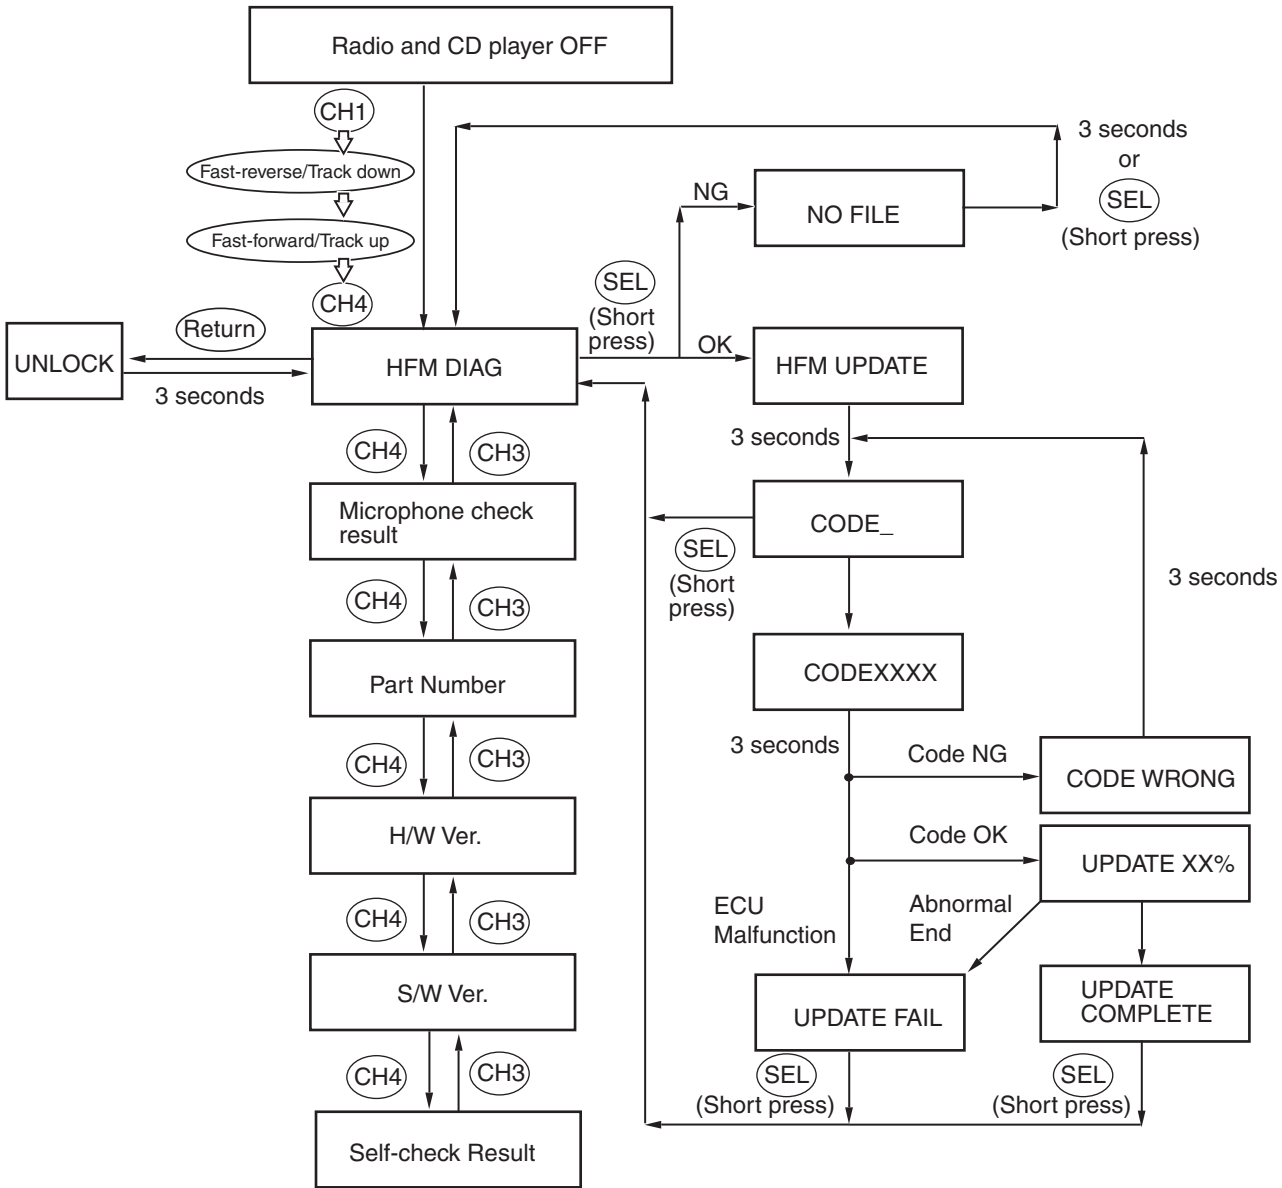 Radio and CD player OFF
CH1
Fast-reverse/Track down
Fast-forward/Track up
CH4
3 seconds
or
SEL
(Short press)
NG
NO FILE
SEL
(Short
press)
OK
Return
UNLOCK
3 seconds
HFM DIAG
HFM UPDATE
CH4
CH3
3 seconds
Microphone check
result
CODE_
SEL
(Short
press)
3 seconds
CH4
CH3
Part Number
CODEXXXX
3 seconds
Code NG
CODE WRONG
CH4
CH3
H/W Ver.
Code OK
UPDATE XX%
ECU
Malfunction
Abnormal
End
CH4
CH3
S/W Ver.
UPDATE FAIL
UPDATE
COMPLETE
SEL
(Short press)
SEL
(Short press)
CH4
CH3
Self-check Result